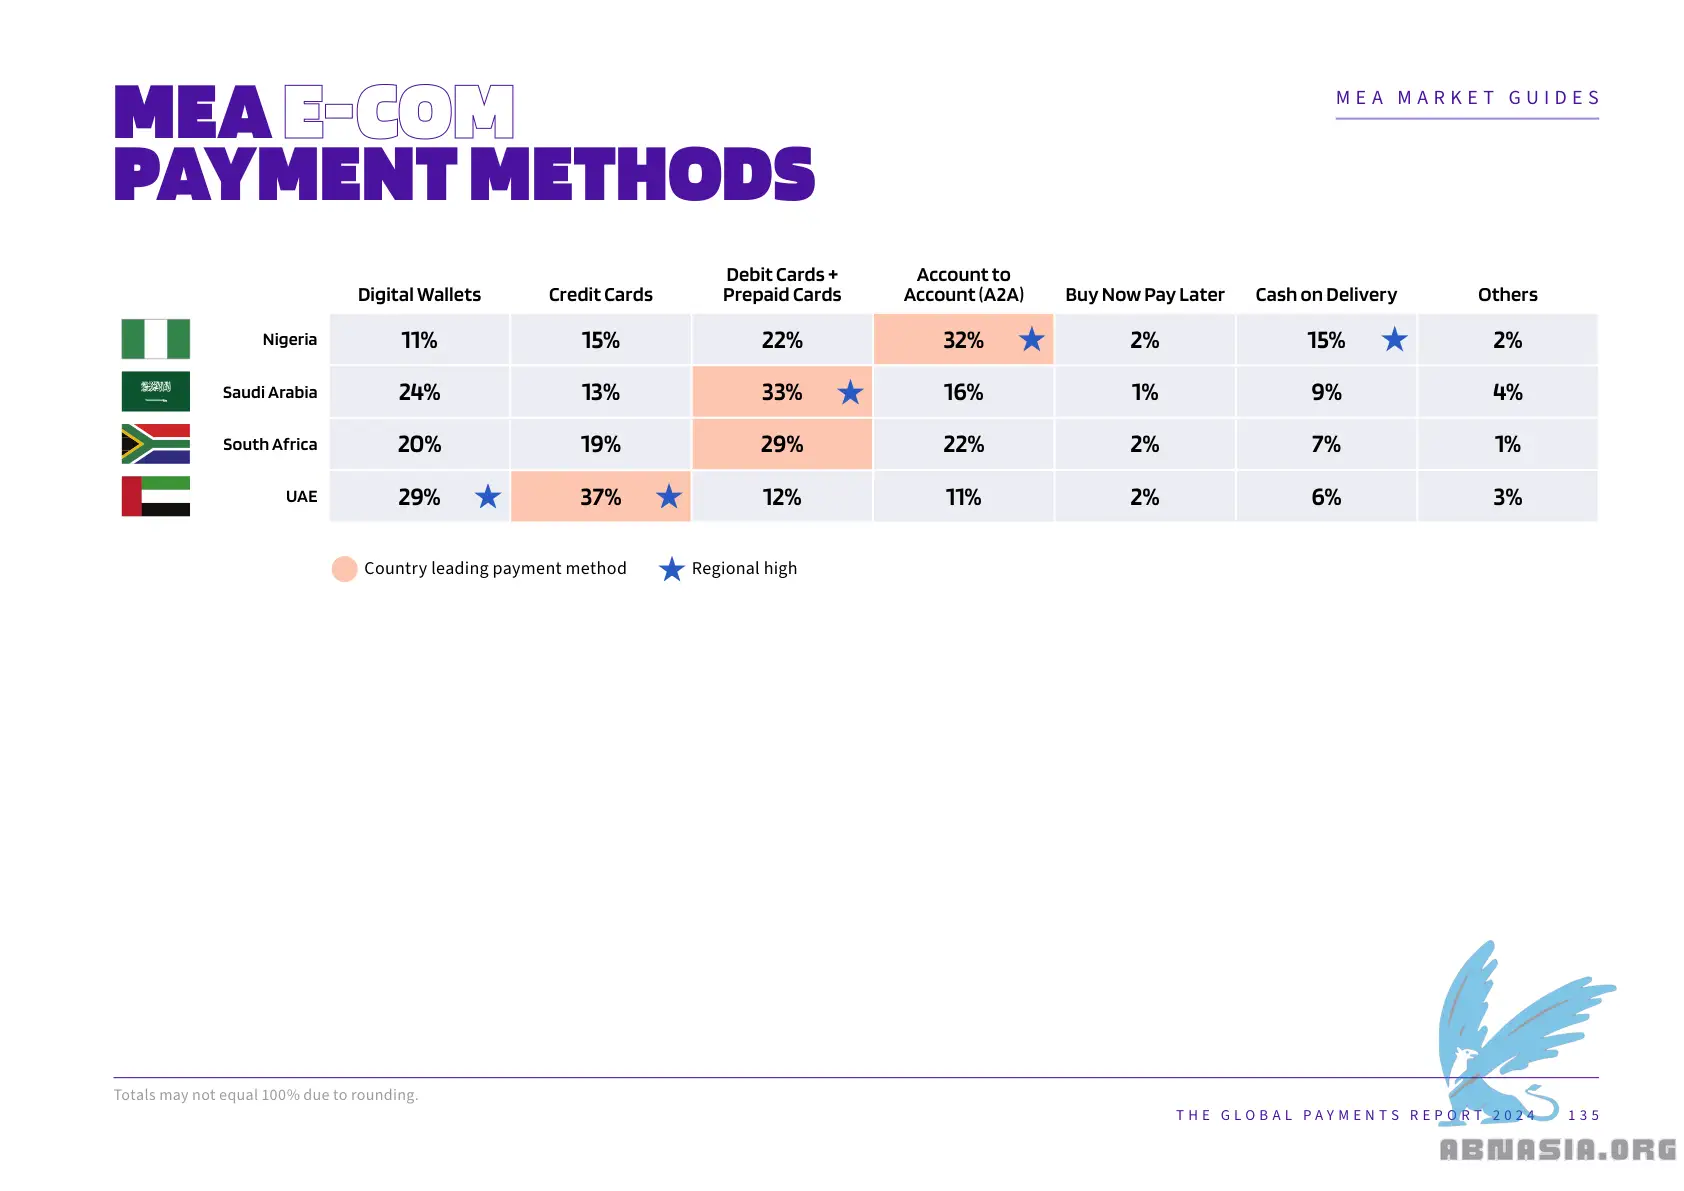 MEA E-COM
PAYMENT METHODS
MEA MARKET GUIDES
Digital Wallets Credit Cards Debit Cards + Prepaid Cards Account to Account (A2A) Buy Now Pay Later Cash on Delivery Others
Nigeria 11% 15% 22% 32% 2% 15% 2%
Saudi Arabia 24% 13% 33% 16% 1% 9% 4%
South Africa 20% 19% 29% 22% 2% 7% 1%
UAE 29% 37% 12% 11% 2% 6% 3%
Country leading payment method Regional high
Totals may not equal 100% due to rounding.
THE GLOBAL PAYMENTS REPORT 2024 135
ABNASIA.ORG